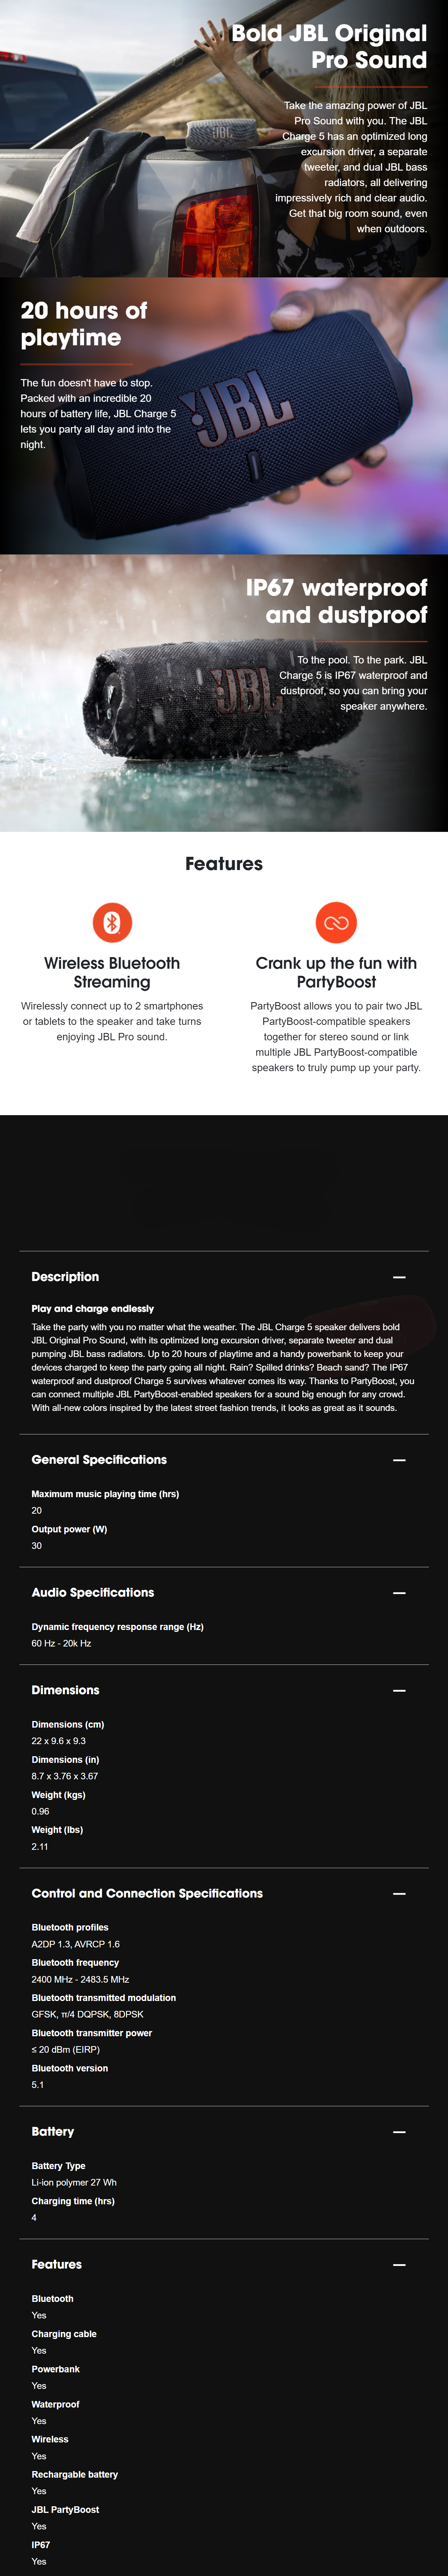 Bold JBL Original
Pro Sound
Take the amazing power of JBL
Pro Sound with you. The JBL
Charge 5 has an optimized long
excursion driver, a separate
tweeter, and dual JBL bass
radiators, all delivering
impressively rich and clear audio.
Get that big room sound, even
when outdoors.
JBL
20 hours of
playtime
The fun doesn't have to stop.
Packed with an incredible 20
hours of battery life, JBL Charge 5
lets you party all day and into the
night.
JBL
IP67 waterproof
and dustproof
To the pool. To the park. JBL
Charge 5 is IP67 waterproof and
dustproof, so you can bring your
speaker anywhere.
JBL
Features
Wireless Bluetooth
Streaming
Wirelessly connect up to 2 smartphones
or tablets to the speaker and take turns
enjoying JBL Pro sound.
Crank up the fun with
PartyBoost
PartyBoost allows you to pair two JBL
PartyBoost-compatible speakers
together for stereo sound or link
multiple JBL PartyBoost-compatible
speakers to truly pump up your party.
Description
Play and charge endlessly
Take the party with you no matter what the weather. The JBL Charge 5 speaker delivers bold
JBL Original Pro Sound, with its optimized long excursion driver, separate tweeter and dual
pumping JBL bass radiators. Up to 20 hours of playtime and a handy powerbank to keep your
devices charged to keep the party going all night. Rain? Spilled drinks? Beach sand? The IP67
waterproof and dustproof Charge 5 survives whatever comes its way. Thanks to PartyBoost, you
can connect multiple JBL PartyBoost-enabled speakers for a sound big enough for any crowd.
With all-new colors inspired by the latest street fashion trends, it looks as great as it sounds.
General Specifications
Maximum music playing time (hrs)
20
Output power (W)
30
Audio Specifications
Dynamic frequency response range (Hz)
60 Hz - 20k Hz
Dimensions
Dimensions (cm)
22 x 9.6 x 9.3
Dimensions (in)
8.7 x 3.76 x 3.67
Weight (kgs)
0.96
Weight (lbs)
2.11
Control and Connection Specifications
Bluetooth profiles
A2DP 1.3, AVRCP 1.6
Bluetooth frequency
2400 MHz - 2483.5 MHz
Bluetooth transmitted modulation
GFSK, π/4 DQPSK, 8DPSK
Bluetooth transmitter power
≤ 20 dBm (EIRP)
Bluetooth version
5.1
Battery
Battery Type
Li-ion polymer 27 Wh
Charging time (hrs)
4
Features
Bluetooth
Yes
Charging cable
Yes
Powerbank
Yes
Waterproof
Yes
Wireless
Yes
Rechargable battery
Yes
JBL PartyBoost
Yes
IP67
Yes